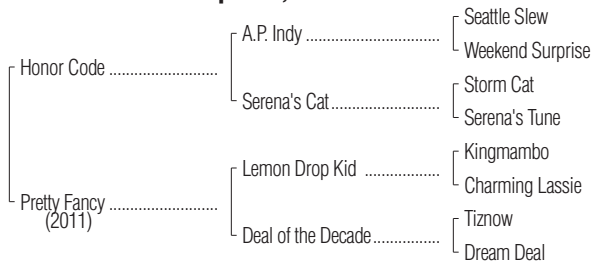 Seattle Slew
A.P. Indy ..............................
Weekend Surprise
Honor Code ........................
Storm Cat
Serena's Cat........................
Serena's Tune
Kingmambo
Lemon Drop Kid ................
Charming Lassie
Pretty Fancy ........................
(2011)
Tiznow
Deal of the Decade...............
Dream Deal